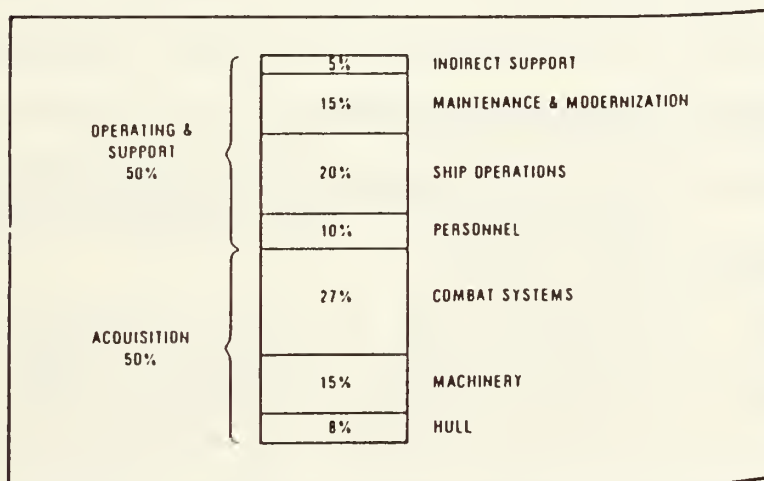 5% INDIRECT SUPPORT
15% MAINTENANCE & MODERNIZATION
OPERATING &
SUPPORT
50%
20% SHIP OPERATIONS
10% PERSONNEL
27% COMBAT SYSTEMS
ACQUISITION
50%
15% MACHINERY
8% HULL